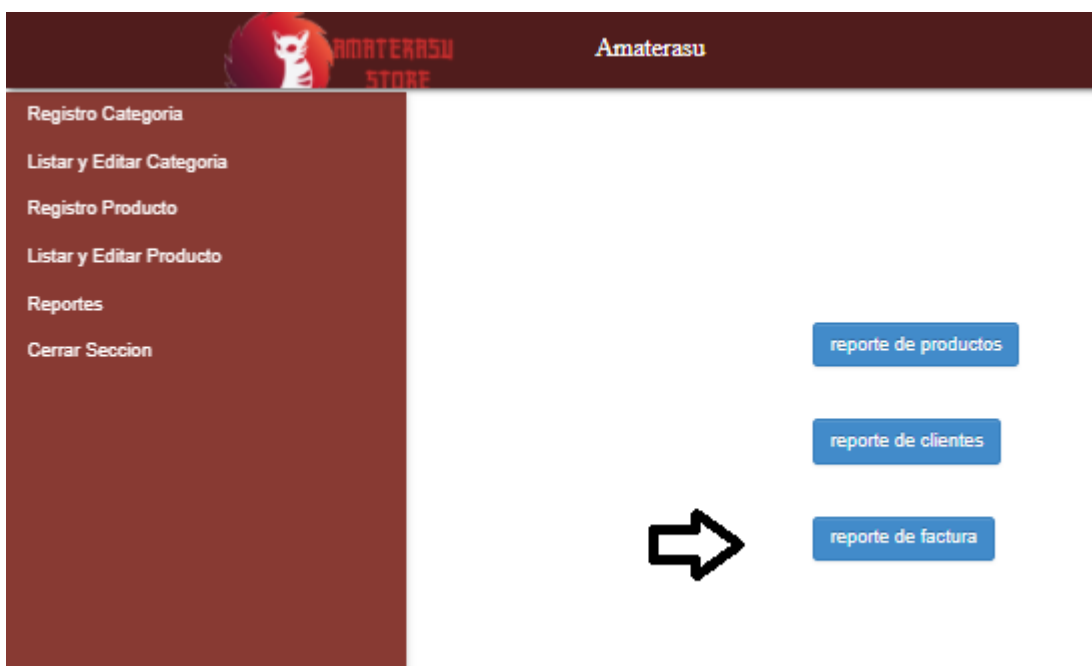 AMATERASU
STORE
Amaterasu
Registro Categoria
Listar y Editar Categoria
Registro Producto
Listar y Editar Producto
Reportes
Cerrar Seccion
reporte de productos
reporte de clientes
reporte de factura